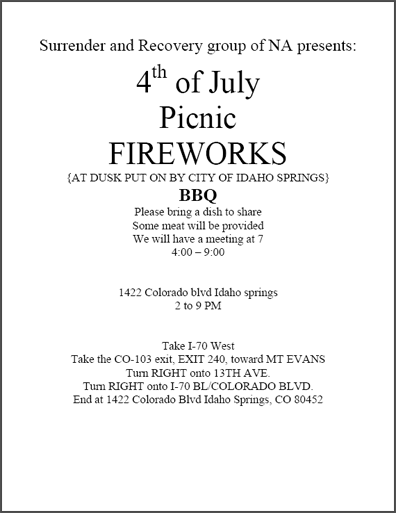 Surrender and Recovery group of NA presents:
4th of July
Picnic
FIREWORKS
{AT DUSK PUT ON BY CITY OF IDAHO SPRINGS}
BBQ
Please bring a dish to share
Some meat will be provided
We will have a meeting at 7
4:00 – 9:00
1422 Colorado blvd Idaho springs
2 to 9 PM
Take I-70 West
Take the CO-103 exit, EXIT 240, toward MT EVANS
Turn RIGHT onto 13TH AVE.
Turn RIGHT onto I-70 BL/COLORADO BLVD.
End at 1422 Colorado Blvd Idaho Springs, CO 80452